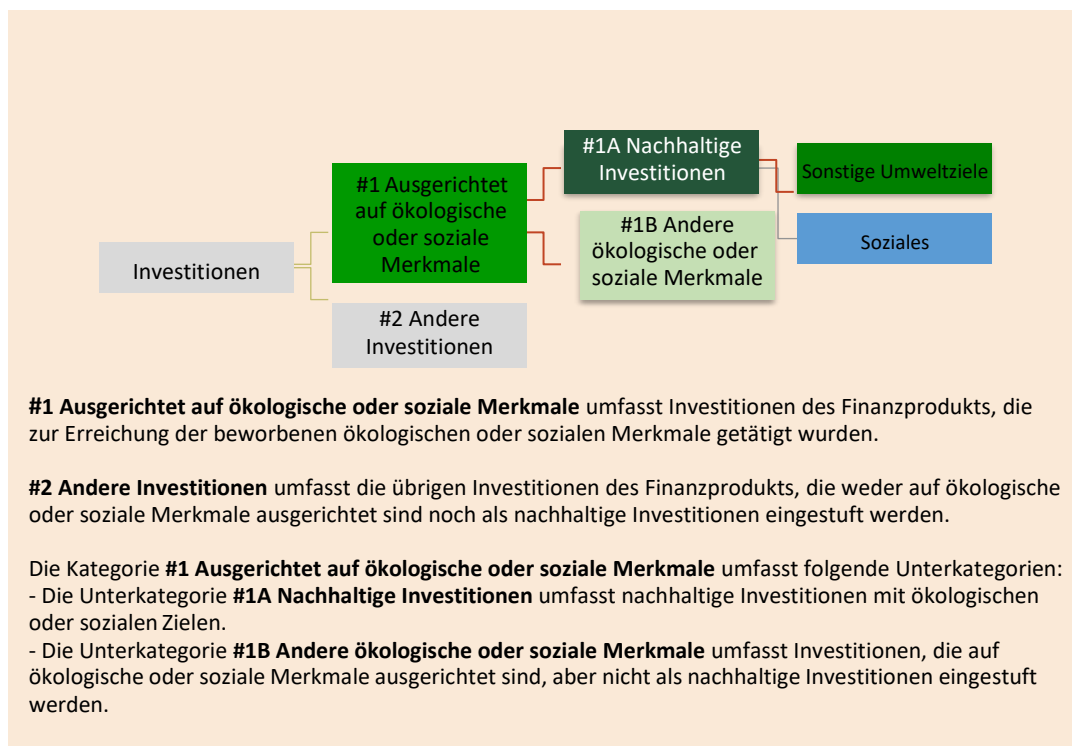 #1A Nachhaltige
Investitionen
Sonstige Umweltziele
#1 Ausgerichtet
auf ökologische
oder soziale
Merkmale
#1B Andere
ökologische oder
soziale Merkmale
Soziales
Investitionen
#2 Andere
Investitionen
#1 Ausgerichtet auf ökologische oder soziale Merkmale umfasst Investitionen des Finanzprodukts, die
zur Erreichung der beworbenen ökologischen oder sozialen Merkmale getätigt wurden.
#2 Andere Investitionen umfasst die übrigen Investitionen des Finanzprodukts, die weder auf ökologische
oder soziale Merkmale ausgerichtet sind noch als nachhaltige Investitionen eingestuft werden.
Die Kategorie #1 Ausgerichtet auf ökologische oder soziale Merkmale umfasst folgende Unterkategorien:
- Die Unterkategorie #1A Nachhaltige Investitionen umfasst nachhaltige Investitionen mit ökologischen
oder sozialen Zielen.
- Die Unterkategorie #1B Andere ökologische oder soziale Merkmale umfasst Investitionen, die auf
ökologische oder soziale Merkmale ausgerichtet sind, aber nicht als nachhaltige Investitionen eingestuft
werden.